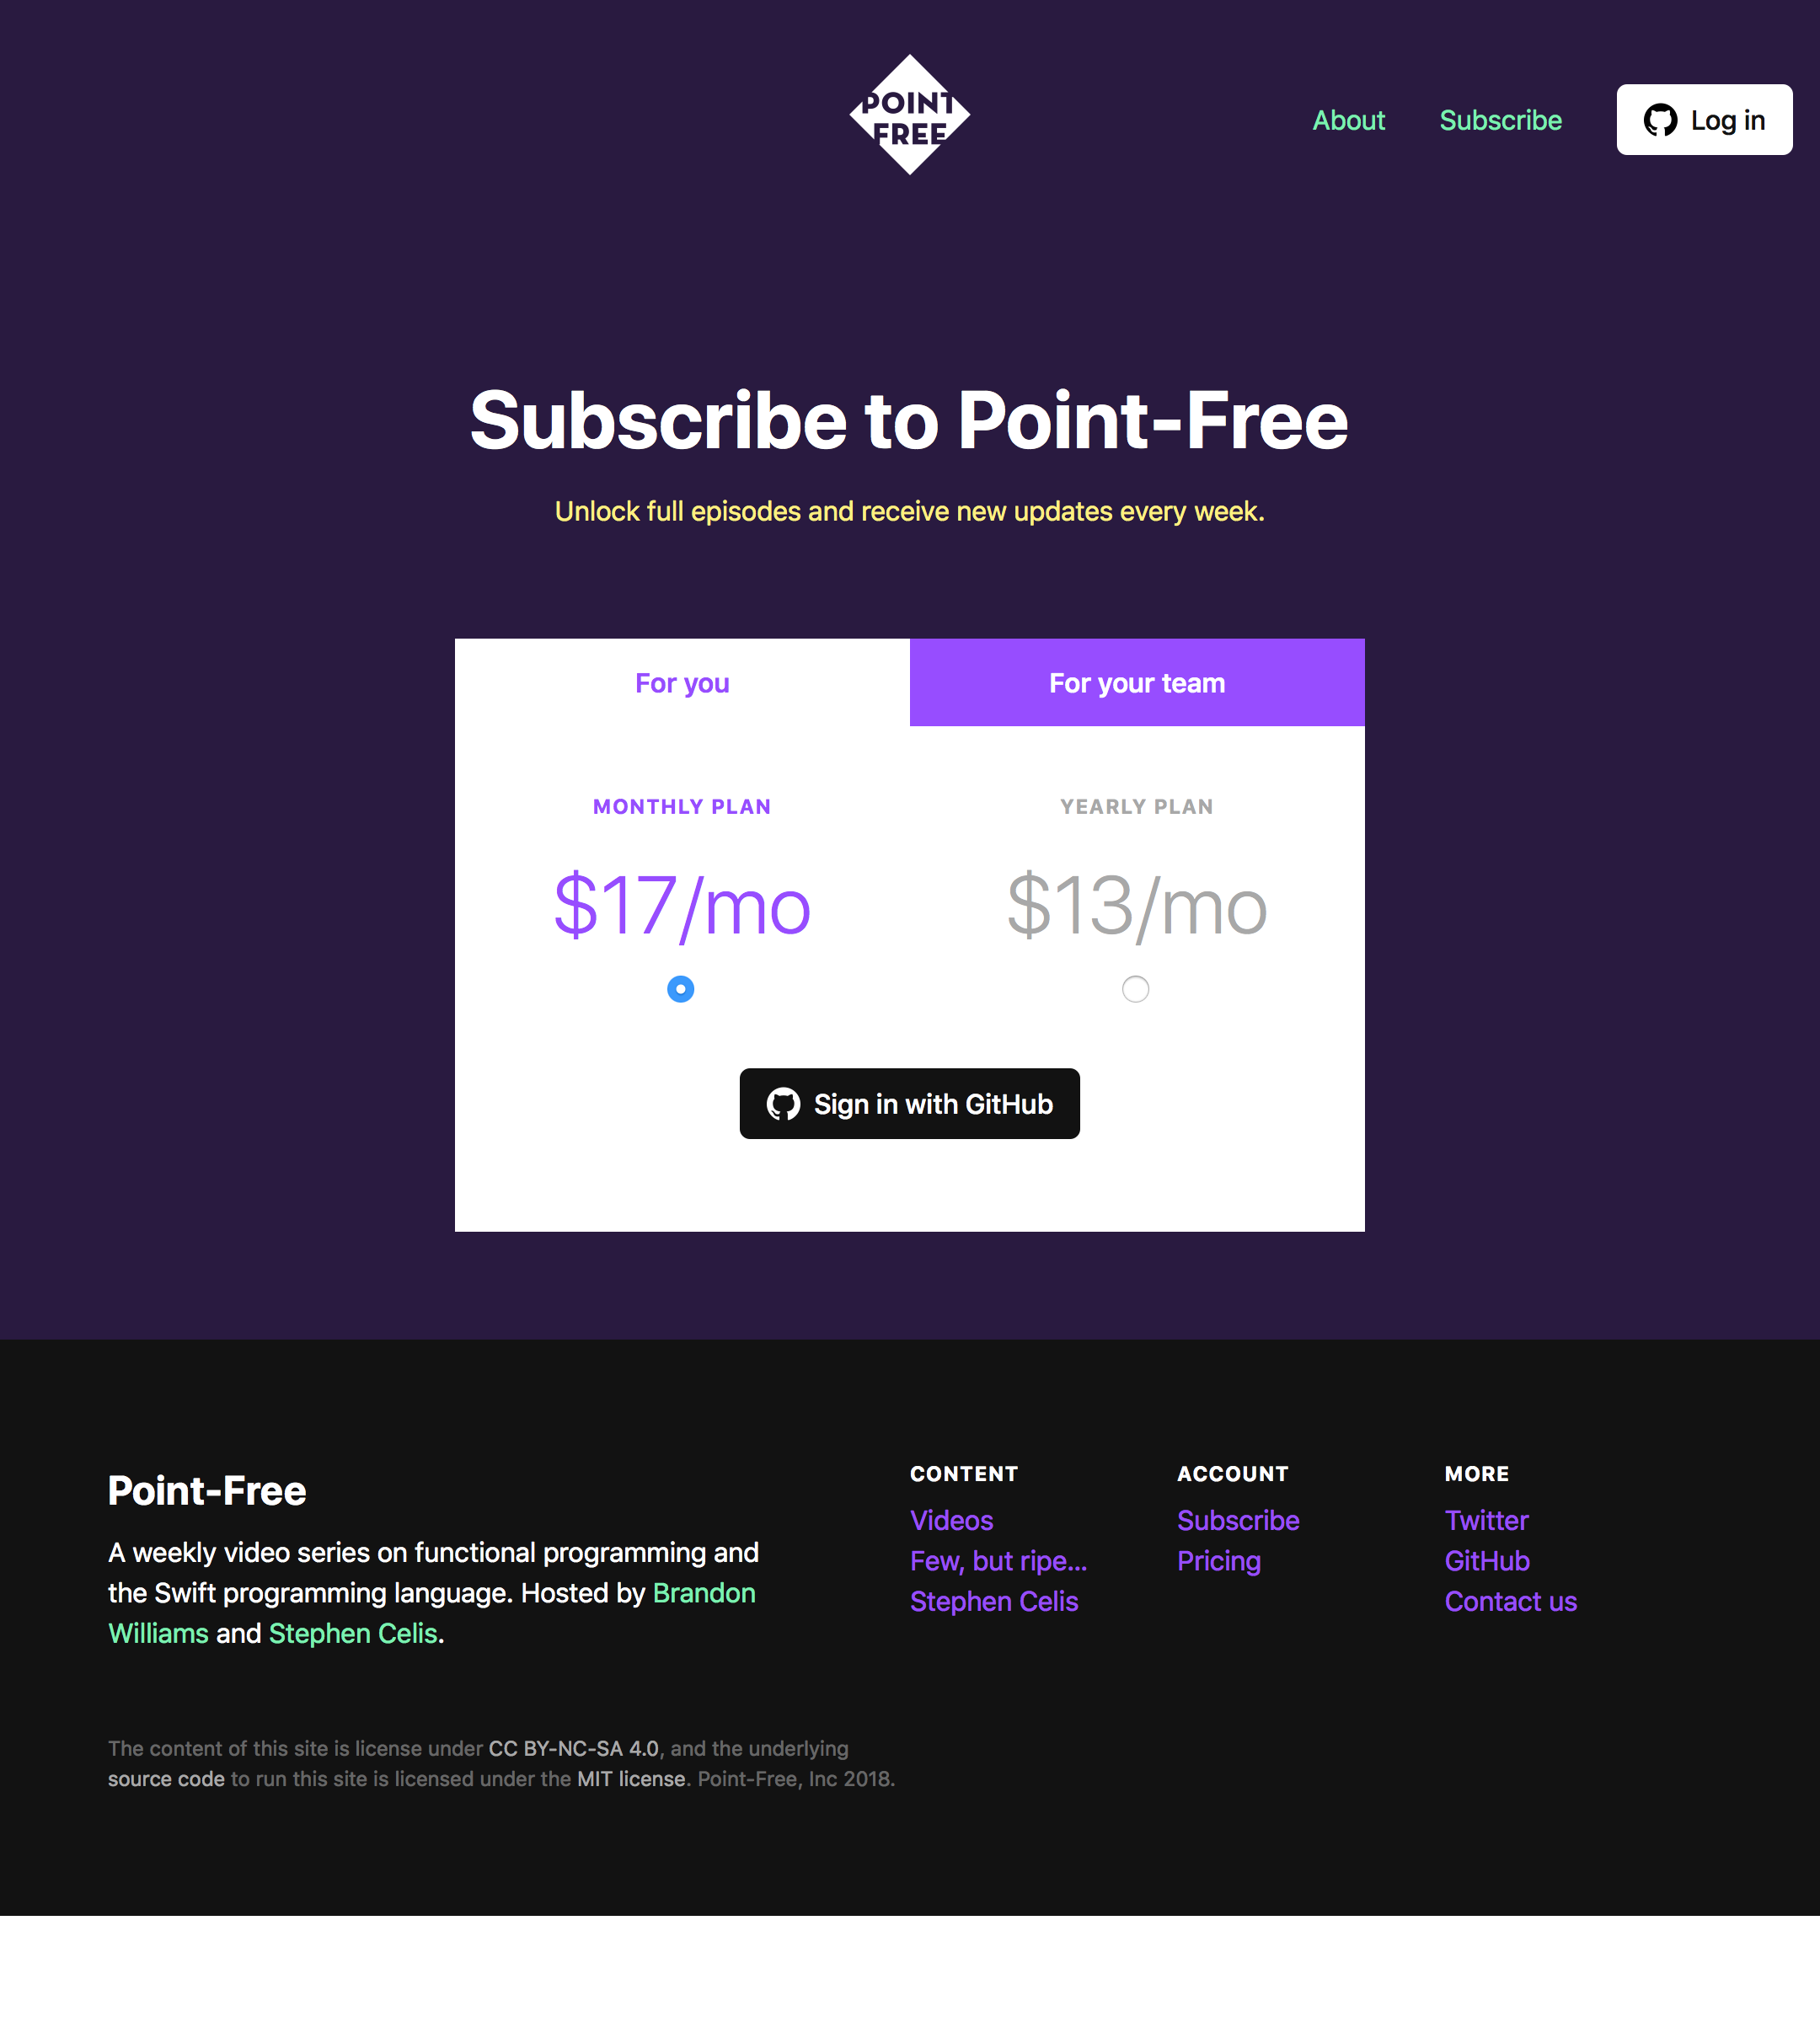 POINT
FREE
About
Subscribe
Log in
Subscribe to Point-Free
Unlock full episodes and receive new updates every week.
For you
For your team
MONTHLY PLAN
YEARLY PLAN
$17/mo
$13/mo
Sign in with GitHub
Point-Free
A weekly video series on functional programming and
the Swift programming language. Hosted by Brandon
Williams and Stephen Celis.
CONTENT
Videos
Few, but ripe...
Stephen Celis
ACCOUNT
Subscribe
Pricing
MORE
Twitter
GitHub
Contact us
The content of this site is license under CC BY-NC-SA 4.0, and the underlying
source code to run this site is licensed under the MIT license. Point-Free, Inc 2018.